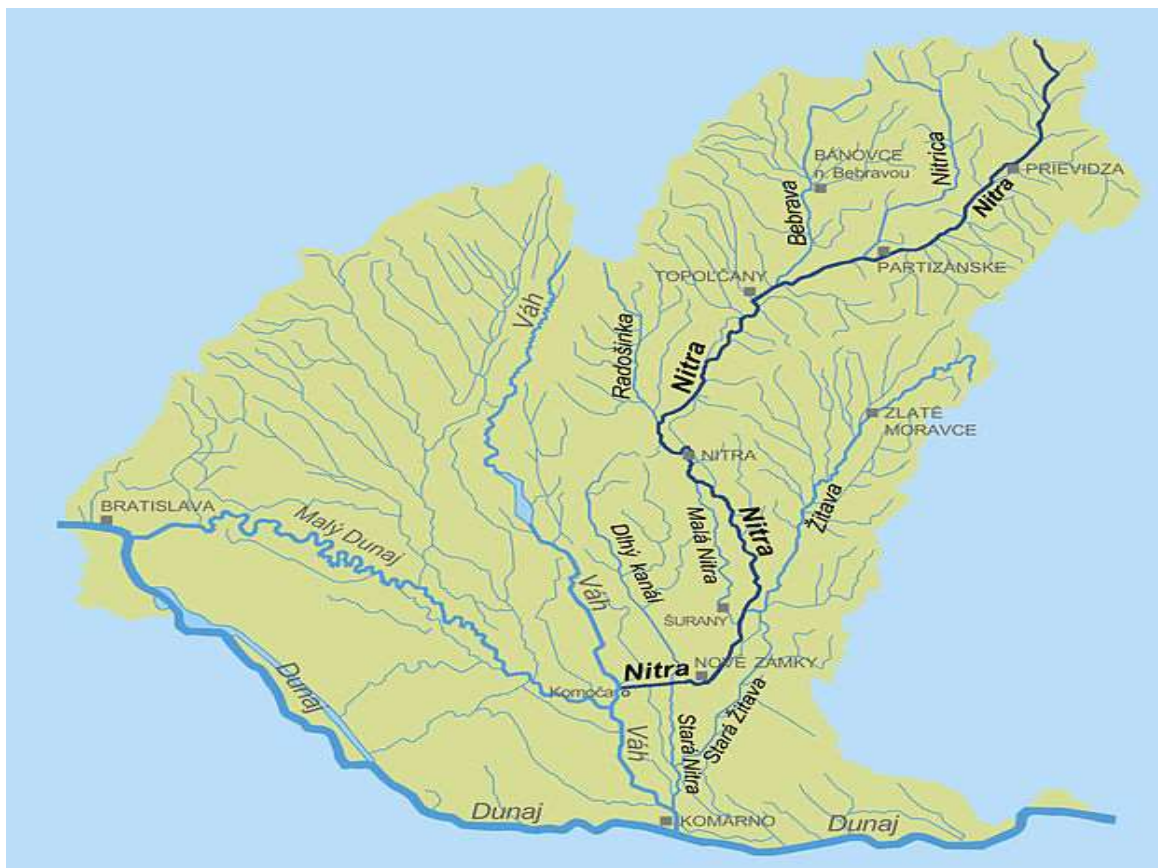 Nitrica
BÁNOVCE
n. Bebravou
PRIEVIDZA
Nitra
Bebrava
PARTIZÁNSKE
TOPOĽČANY
Váh
Radošinka
Nitra
ZLATÉ
MORAVCE
NITRA
BRATISLAVA
Malý Dunaj
Dlhý kanál
Malá Nitra
Nitra
Žitava
Váh
ŠURANY
Nitra
NOVÉ ZÁMKY
Komoča
Dunaj
Váh
Stará Nitra
Stará Žitava
Dunaj
KOMÁRNO
Dunaj